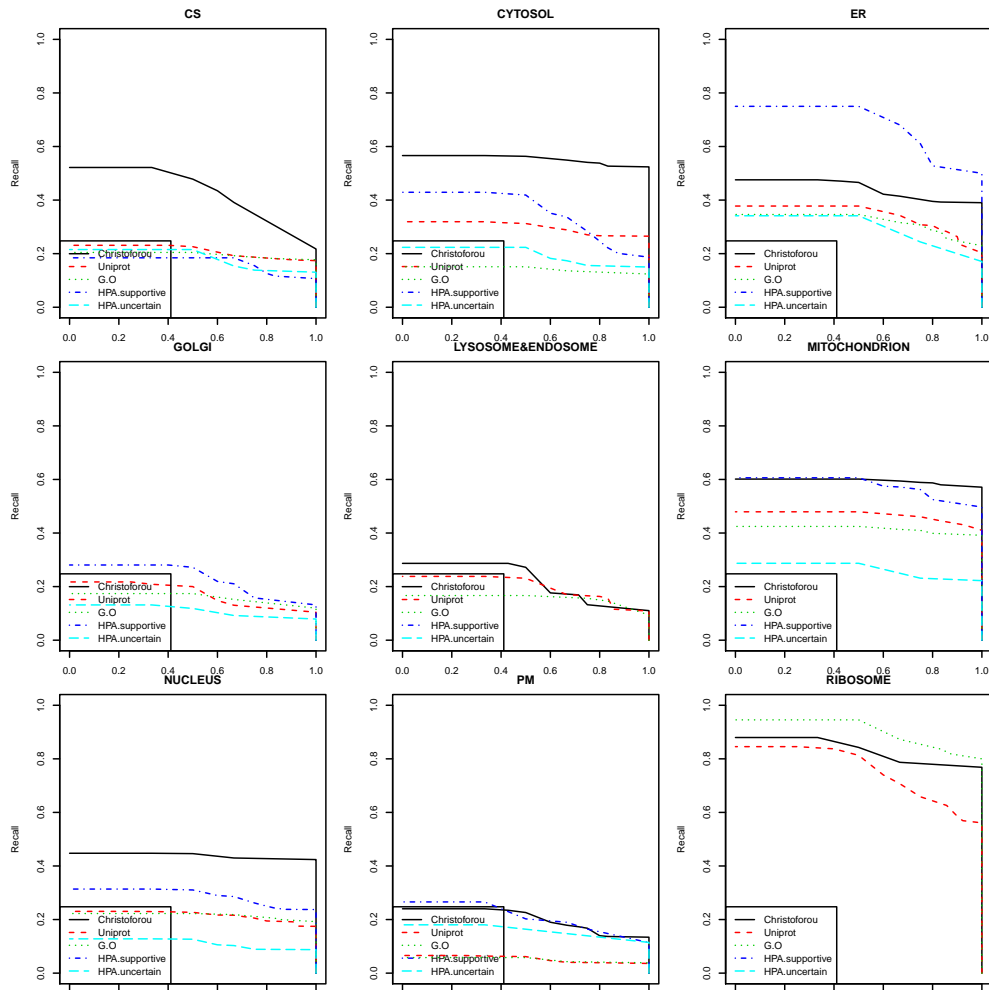 CS
CYTOSOL
ER
Recall
1.0
0.8
0.6
0.4
0.2
0.0
Christoforou
Uniprot
G.O
HPA.supportive
HPA.uncertain
0.0 0.2 0.4 0.6 0.8 1.0
Recall
1.0
0.8
0.6
0.4
0.2
0.0
Christoforou
Uniprot
G.O
HPA.supportive
HPA.uncertain
0.0 0.2 0.4 0.6 0.8 1.0
Recall
1.0
0.8
0.6
0.4
0.2
0.0
Christoforou
Uniprot
G.O
HPA.supportive
HPA.uncertain
0.0 0.2 0.4 0.6 0.8 1.0
GOLGI
LYSOSOME&ENDOSOME
MITOCHONDRION
Recall
1.0
0.8
0.6
0.4
0.2
0.0
Christoforou
Uniprot
G.O
HPA.supportive
HPA.uncertain
0.0 0.2 0.4 0.6 0.8 1.0
Recall
1.0
0.8
0.6
0.4
0.2
0.0
Christoforou
Uniprot
G.O
HPA.supportive
HPA.uncertain
0.0 0.2 0.4 0.6 0.8 1.0
Recall
1.0
0.8
0.6
0.4
0.2
0.0
Christoforou
Uniprot
G.O
HPA.supportive
HPA.uncertain
0.0 0.2 0.4 0.6 0.8 1.0
NUCLEUS
PM
RIBOSOME
Recall
1.0
0.8
0.6
0.4
0.2
0.0
Christoforou
Uniprot
G.O
HPA.supportive
HPA.uncertain
Recall
1.0
0.8
0.6
0.4
0.2
0.0
Christoforou
Uniprot
G.O
HPA.supportive
HPA.uncertain
Recall
1.0
0.8
0.6
0.4
0.2
0.0
Christoforou
Uniprot
G.O
HPA.supportive
HPA.uncertain